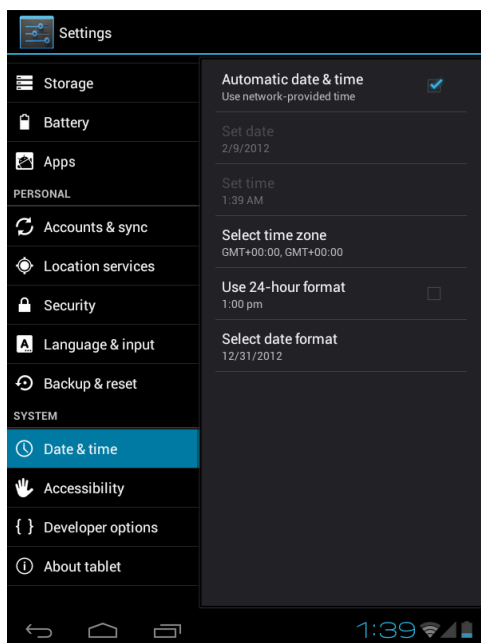 Settings
Storage
Battery
Apps
PERSONAL
Accounts & sync
Location services
Security
Language & input
Backup & reset
SYSTEM
Date & time
Accessibility
{ } Developer options
About tablet
Automatic date & time
Use network-provided time
Set date
2/9/2012
Set time
1:39 AM
Select time zone
GMT+00:00, GMT+00:00
Use 24-hour format
1:00 pm
Select date format
12/31/2012
1:39